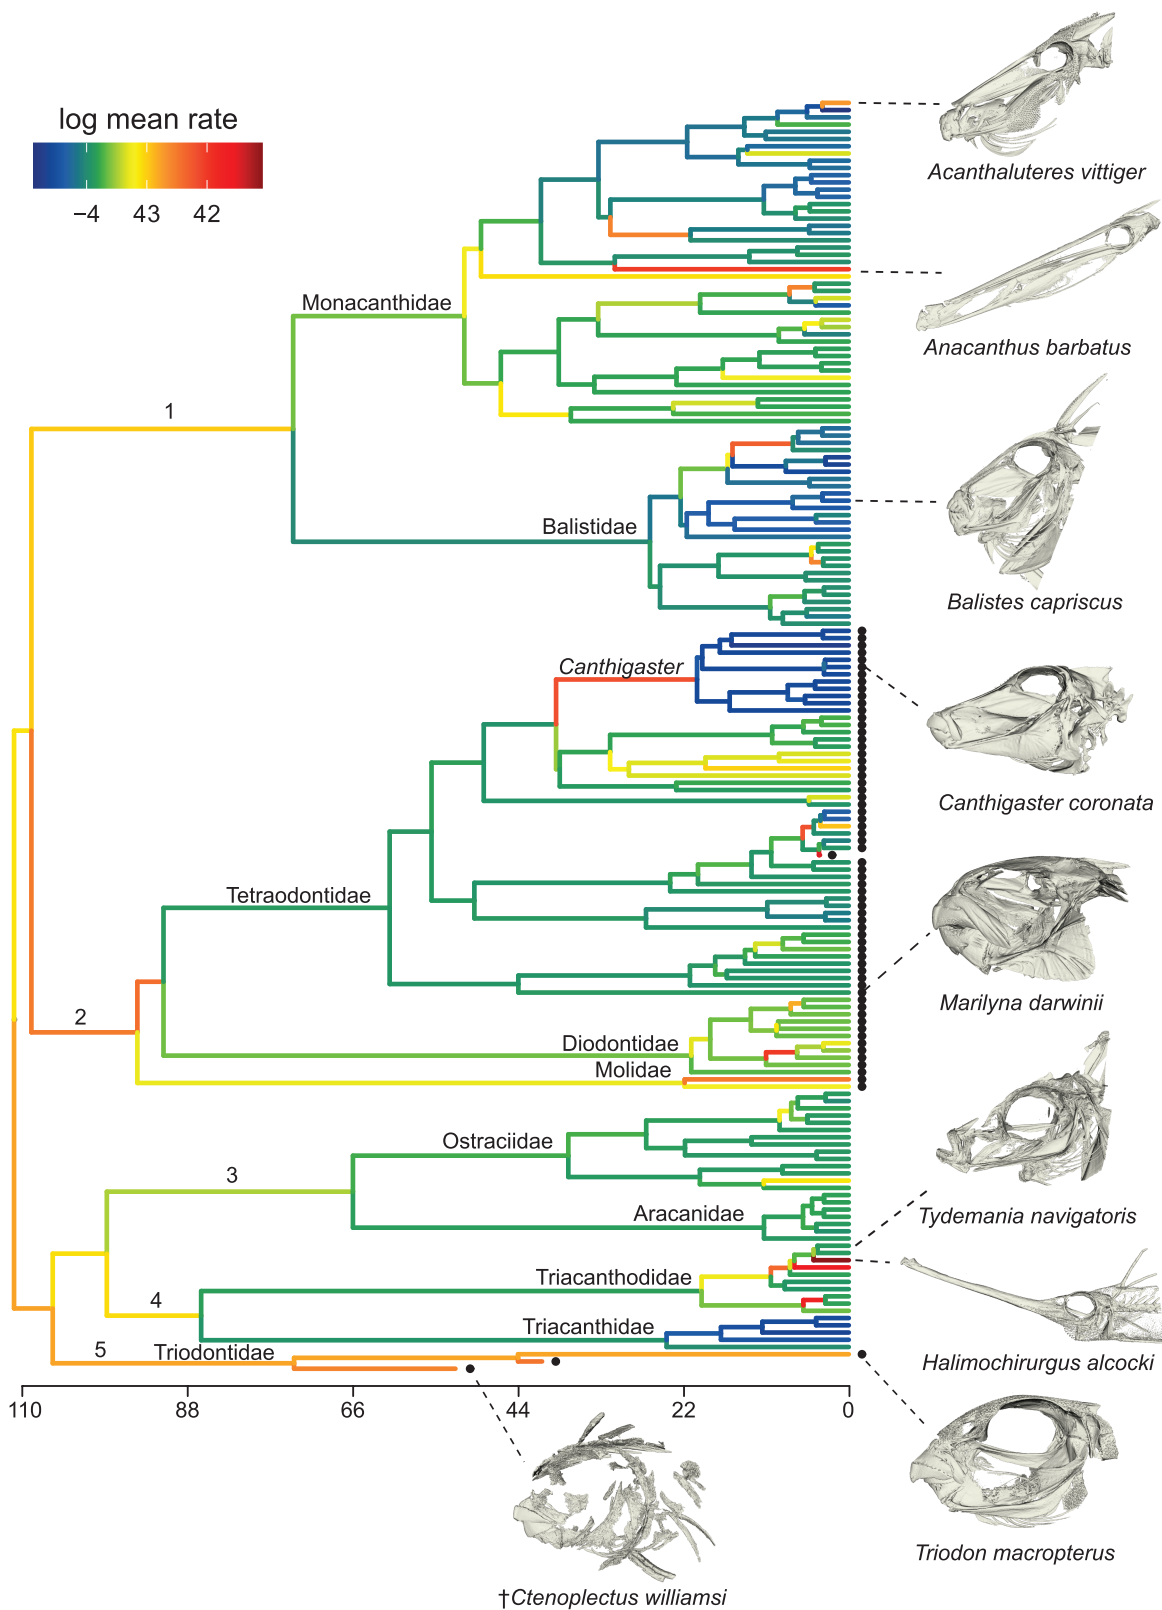 log mean rate
−4 43 42
Acanthaluteres vittiger
Monacanthidae
Anacanthus barbatus
1
Balistidae
Balistes capriscus
Canthigaster
Canthigaster coronata
Tetraodontidae
Marilyna darwinii
2
Diodontidae
Molidae
Ostraciidae
3
Aracanidae
Tydemania navigatoris
Triacanthodidae
4
Triacanthidae
5
Triodontidae
Halimochirurgus alcocki
110 88 66 44 22 0
Triodon macropterus
†Ctenoplectus williamsi